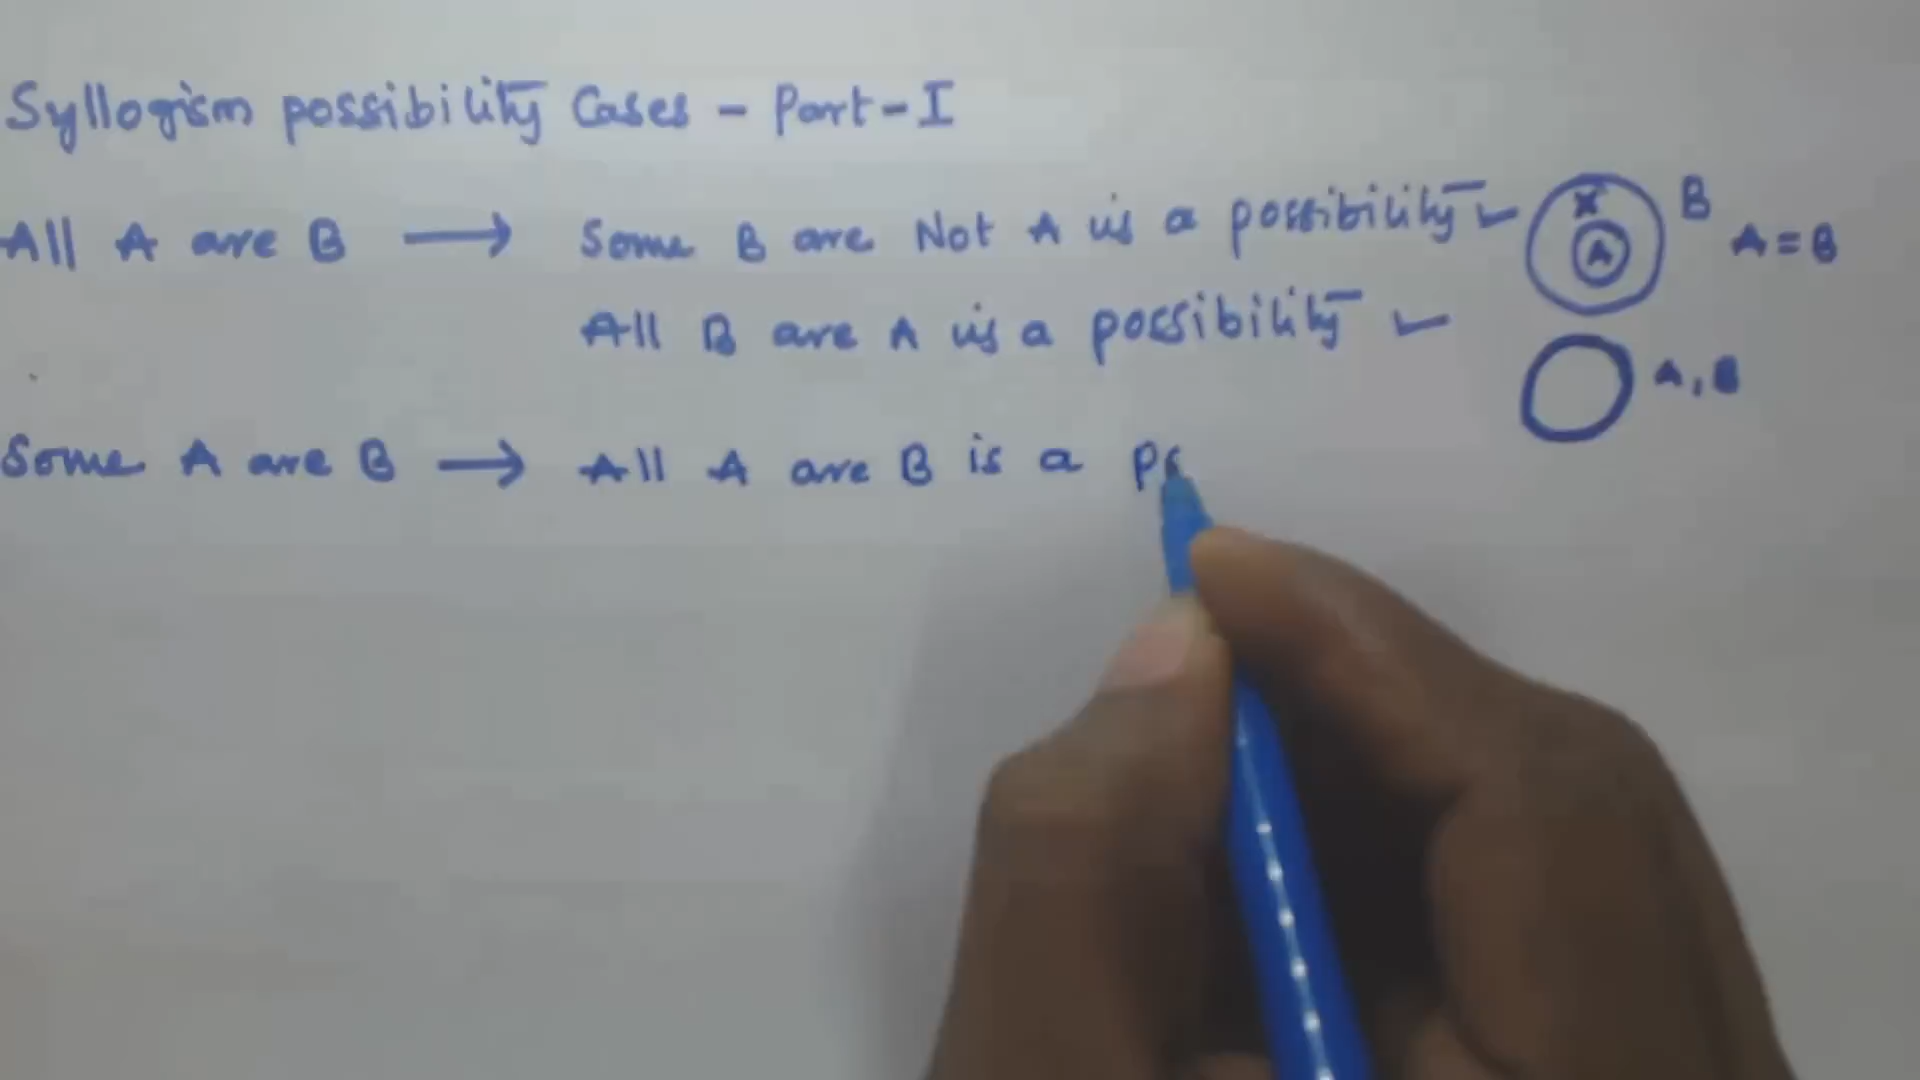 Syllogism possibility Cases - Part-I
All A are B → Some B are Not A is a possibility ✓
B
A
A = B
All B are A is a possibility ✓
A, B
Some A are B → All A are B is a po